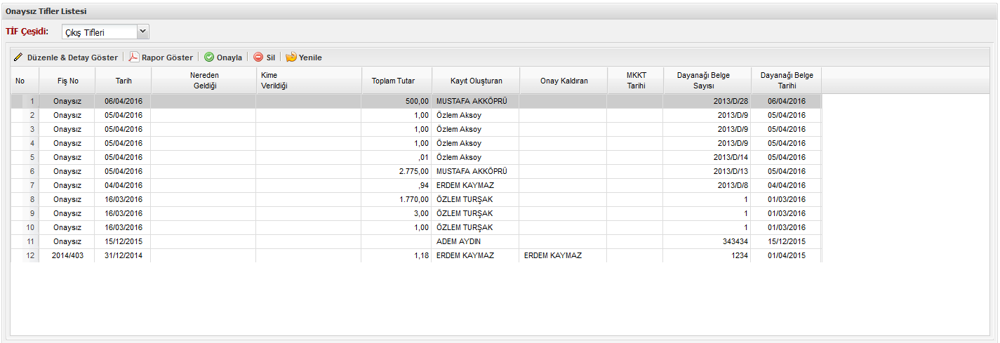 Onaysız Tifler Listesi
TİF Çeşidi: Çıkış Tifleri
Düzenle & Detay Göster Rapor Göster Onayla Sil Yenile
No Fiş No Tarih Nereden Geldiği Kime Verildiği Toplam Tutar Kayıt Oluşturan Onay Kaldıran MKKT Tarihi Dayanağı Belge Sayısı Dayanağı Belge Tarihi
1 Onaysız 06/04/2016 500,00 MUSTAFA AKKÖPRÜ 2013/D/28 06/04/2016
2 Onaysız 05/04/2016 1,00 Özlem Aksoy 2013/D/9 05/04/2016
3 Onaysız 05/04/2016 1,00 Özlem Aksoy 2013/D/9 05/04/2016
4 Onaysız 05/04/2016 1,00 Özlem Aksoy 2013/D/9 05/04/2016
5 Onaysız 05/04/2016 ,01 Özlem Aksoy 2013/D/14 05/04/2016
6 Onaysız 05/04/2016 2.775,00 MUSTAFA AKKÖPRÜ 2013/D/13 05/04/2016
7 Onaysız 04/04/2016 ,94 ERDEM KAYMAZ 2013/D/8 04/04/2016
8 Onaysız 16/03/2016 1.770,00 ÖZLEM TURŞAK 1 01/03/2016
9 Onaysız 16/03/2016 3,00 ÖZLEM TURŞAK 1 01/03/2016
10 Onaysız 16/03/2016 1,00 ÖZLEM TURŞAK 1 01/03/2016
11 Onaysız 15/12/2015 ADEM AYDIN 343434 15/12/2015
12 2014/403 31/12/2014 1,18 ERDEM KAYMAZ ERDEM KAYMAZ 1234 01/04/2015